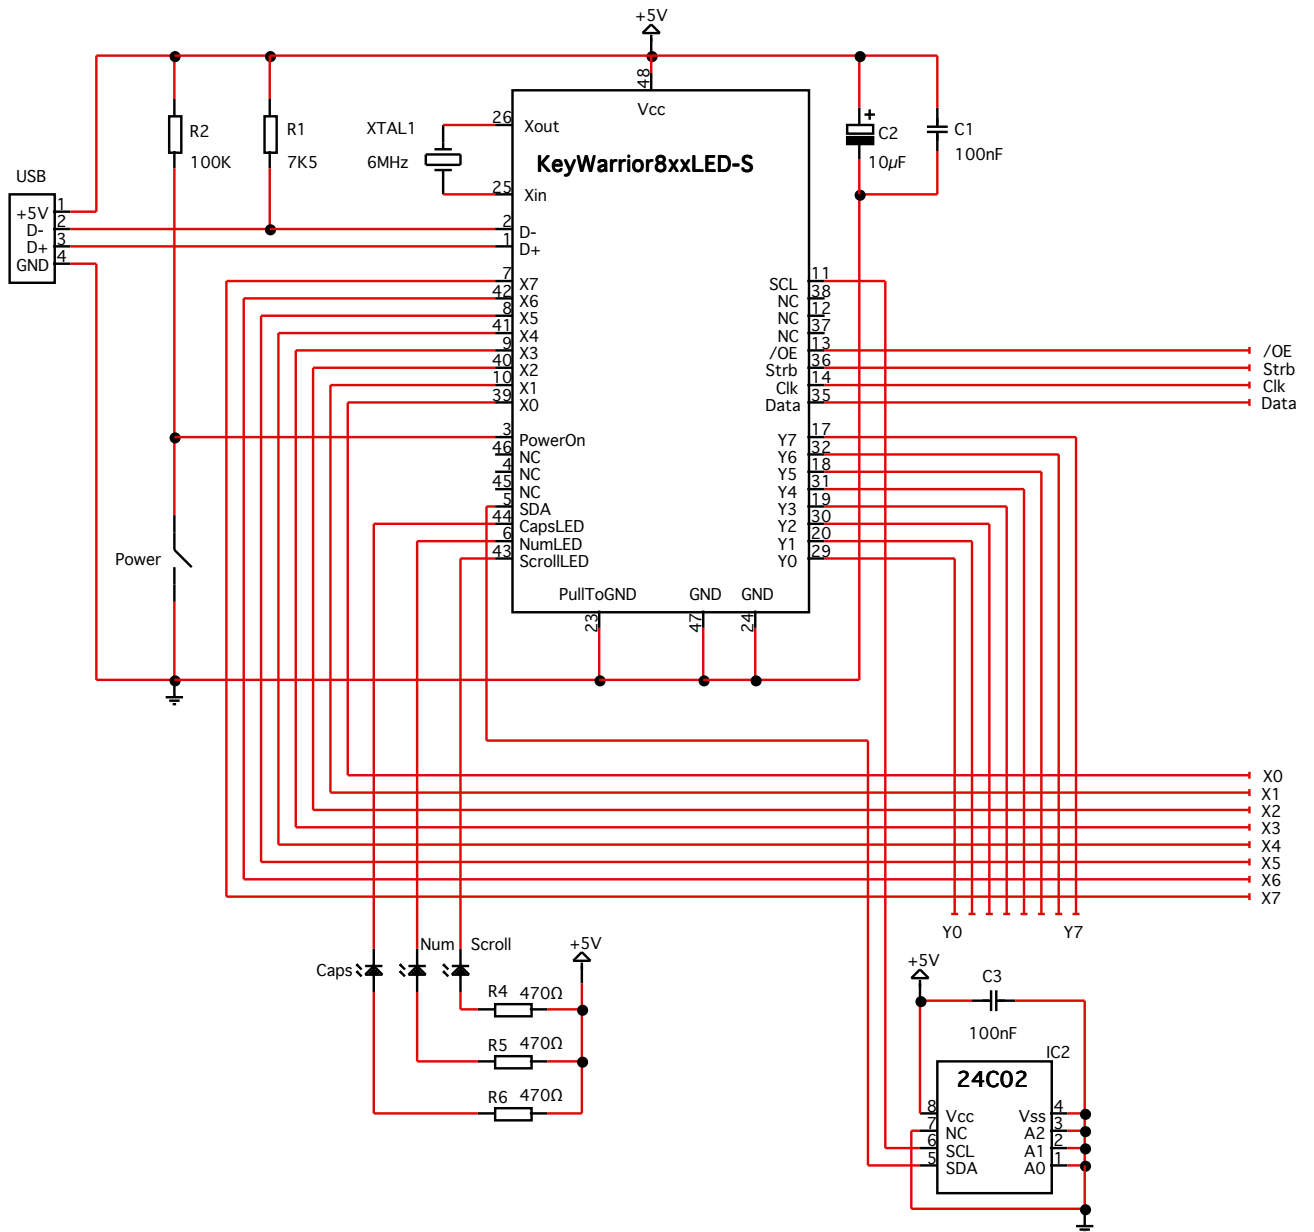 +5V
48
Vcc
26
Xout
XTAL1
6MHz
KeyWarrior8xxLED-S
25
Xin
R2
100K
R1
7K5
+
C2
10µF
C1
100nF
USB
+5V 1
D- 2
D+ 3
GND 4
2 D-
1 D+
7 X7
42 X6
8 X5
41 X4
9 X3
40 X2
10 X1
39 X0
3 PowerOn
46 NC
4 NC
45 NC
5 SDA
44 CapsLED
6 NumLED
43 ScrollLED
SCL 11
NC 38
NC 12
NC 37
/OE 13
Strb 36
Clk 14
Data 35
Y7 17
Y6 32
Y5 18
Y4 31
Y3 19
Y2 30
Y1 20
Y0 29
/OE
Strb
Clk
Data
Power
PullToGND GND GND
23 47 24
X0
X1
X2
X3
X4
X5
X6
X7
Y0 Y7
Caps Num Scroll
+5V
R4 470Ω
R5 470Ω
R6 470Ω
+5V
C3
100nF
IC2
24C02
8 Vcc Vss 4
7 NC A2 3
6 SCL A1 2
5 SDA A0 1